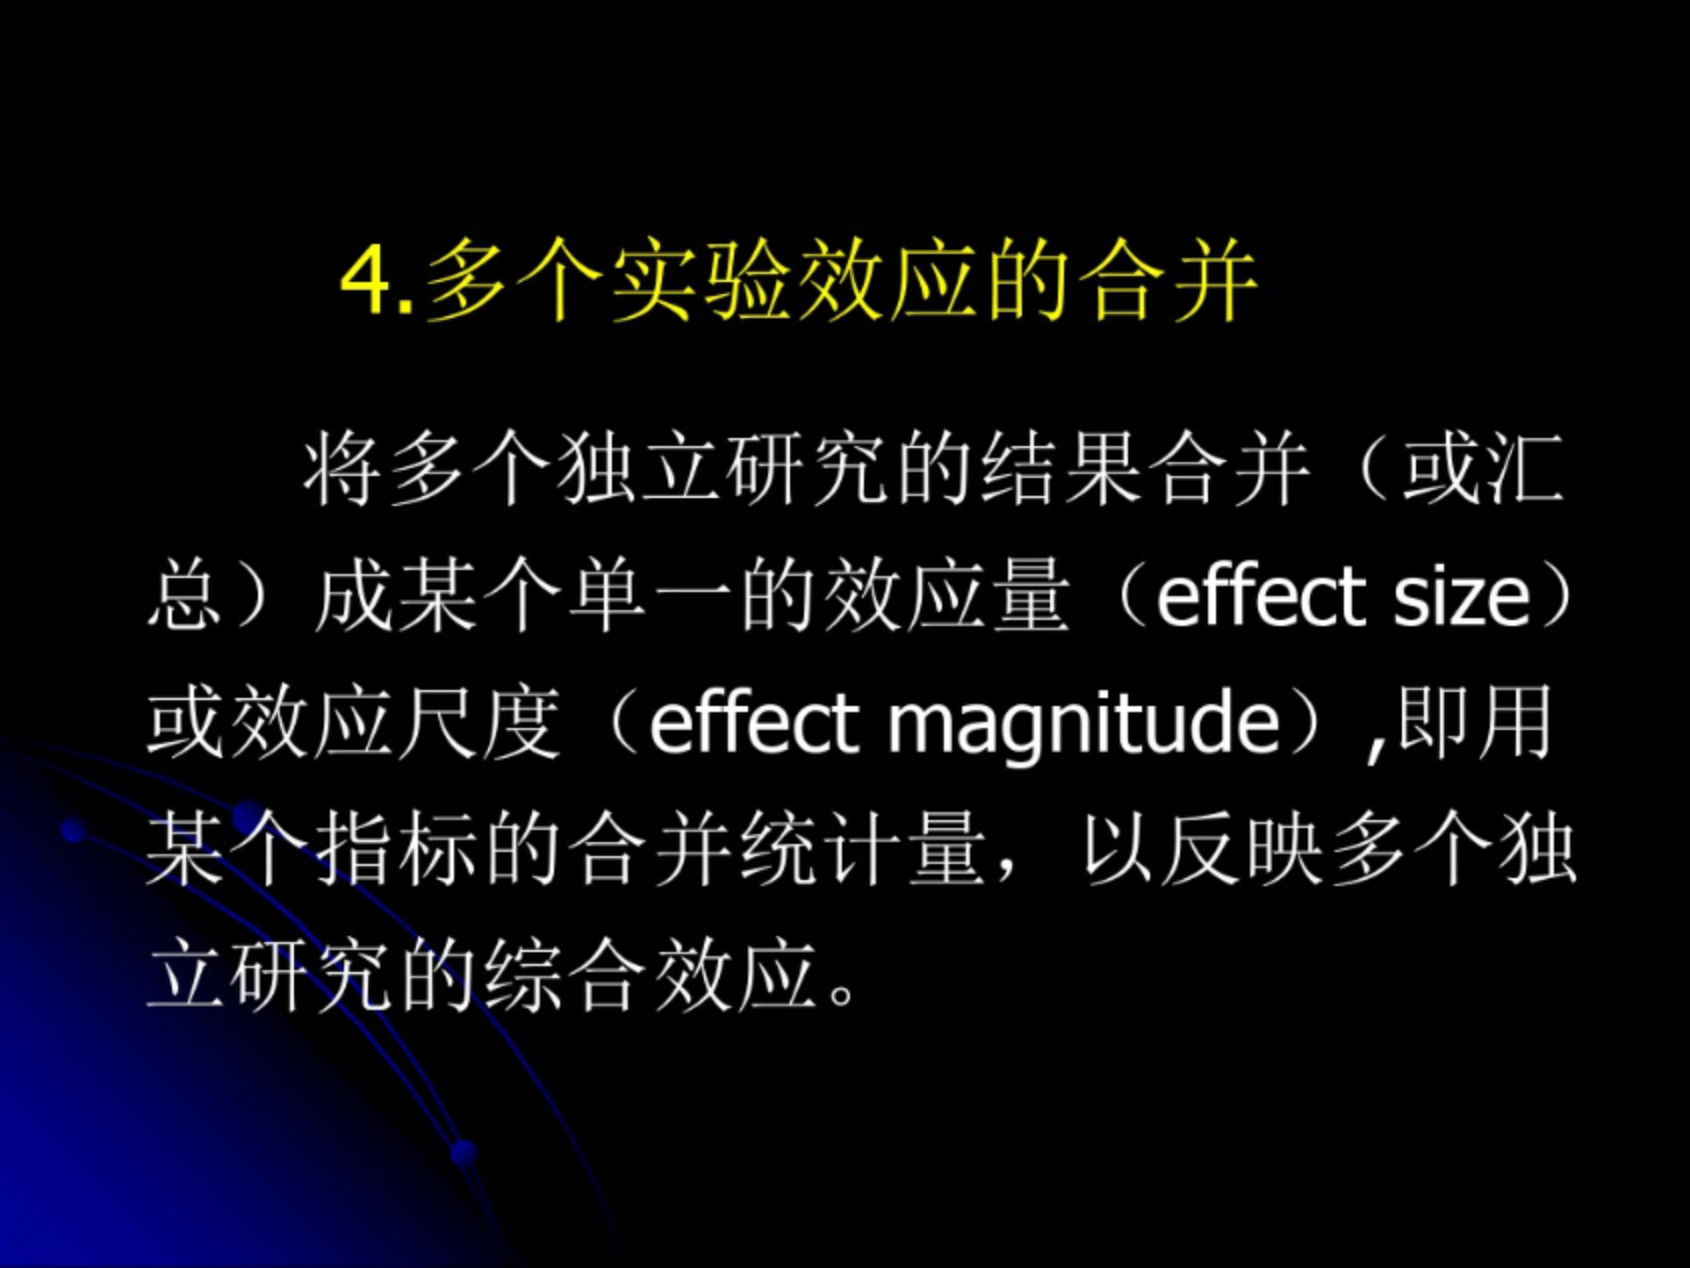 4.多个实验效应的合并
将多个独立研究的结果合并（或汇
总）成某个单一的效应量（effect size）
或效应尺度（effect magnitude）,即用
某个指标的合并统计量，以反映多个独
立研究的综合效应。